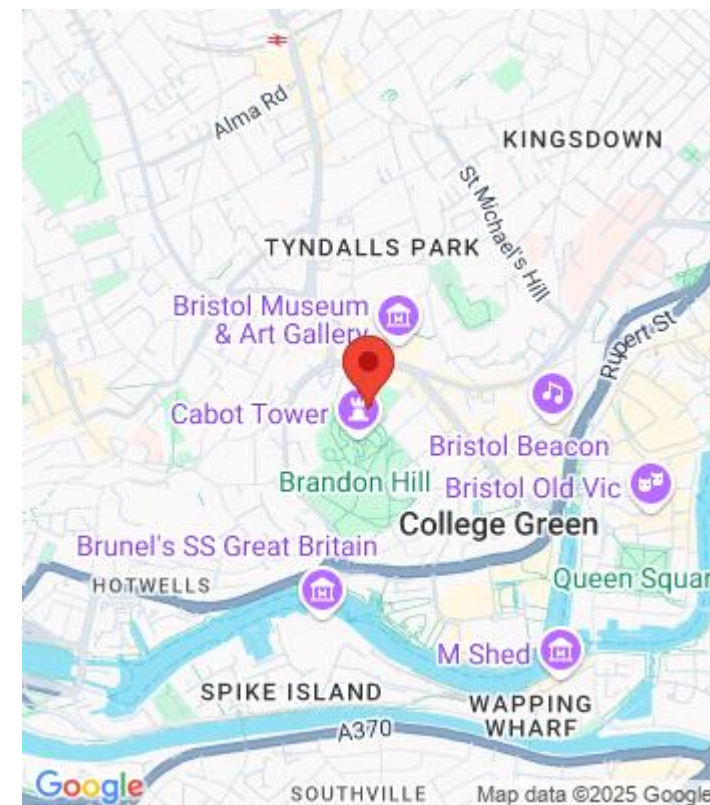 Alma Rd
KINGSDOWN
St Michael's Hill
TYNDALLS PARK
Bristol Museum
& Art Gallery
Rupert St
Cabot Tower
Bristol Beacon
Brandon Hill
Bristol Old Vic
College Green
Brunel's SS Great Britain
HOTWELLS
Queen Squar
M Shed
SPIKE ISLAND
WAPPING
WHARF
A370
Google
SOUTHVILLE
Map data ©2025 Google